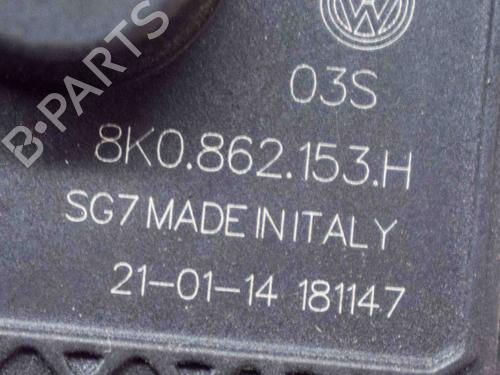 B-PARTS
03S
8K0.862.153.H
SG7 MADE IN ITALY
21-01-14 181147